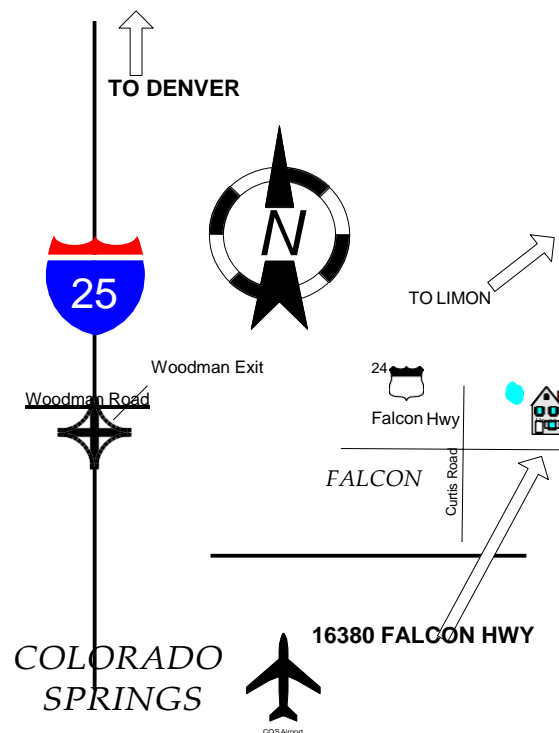 TO DENVER
N
25
TO LIMON
Woodman Exit
24
Woodman Road
Falcon Hwy
FALCON
Curtis Road
16380 FALCON HWY
COLORADO
SPRINGS
COS Airport